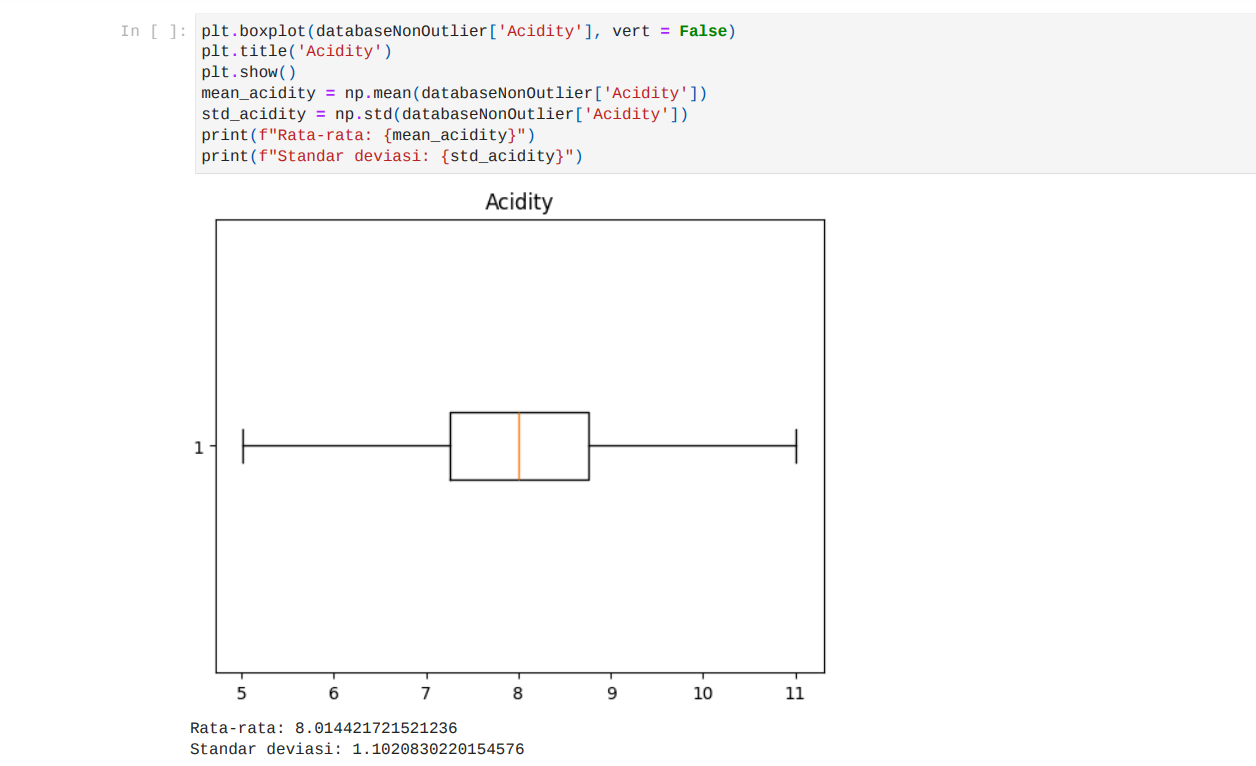 In [ ]: plt.boxplot(databaseNonOutlier['Acidity'], vert = False)
plt.title('Acidity')
plt.show()
mean_acidity = np.mean(databaseNonOutlier['Acidity'])
std_acidity = np.std(databaseNonOutlier['Acidity'])
print(f"Rata-rata: {mean_acidity}")
print(f"Standar deviasi: {std_acidity}")
Acidity
1
5 6 7 8 9 10 11
Rata-rata: 8.014421721521236
Standar deviasi: 1.1020830220154576